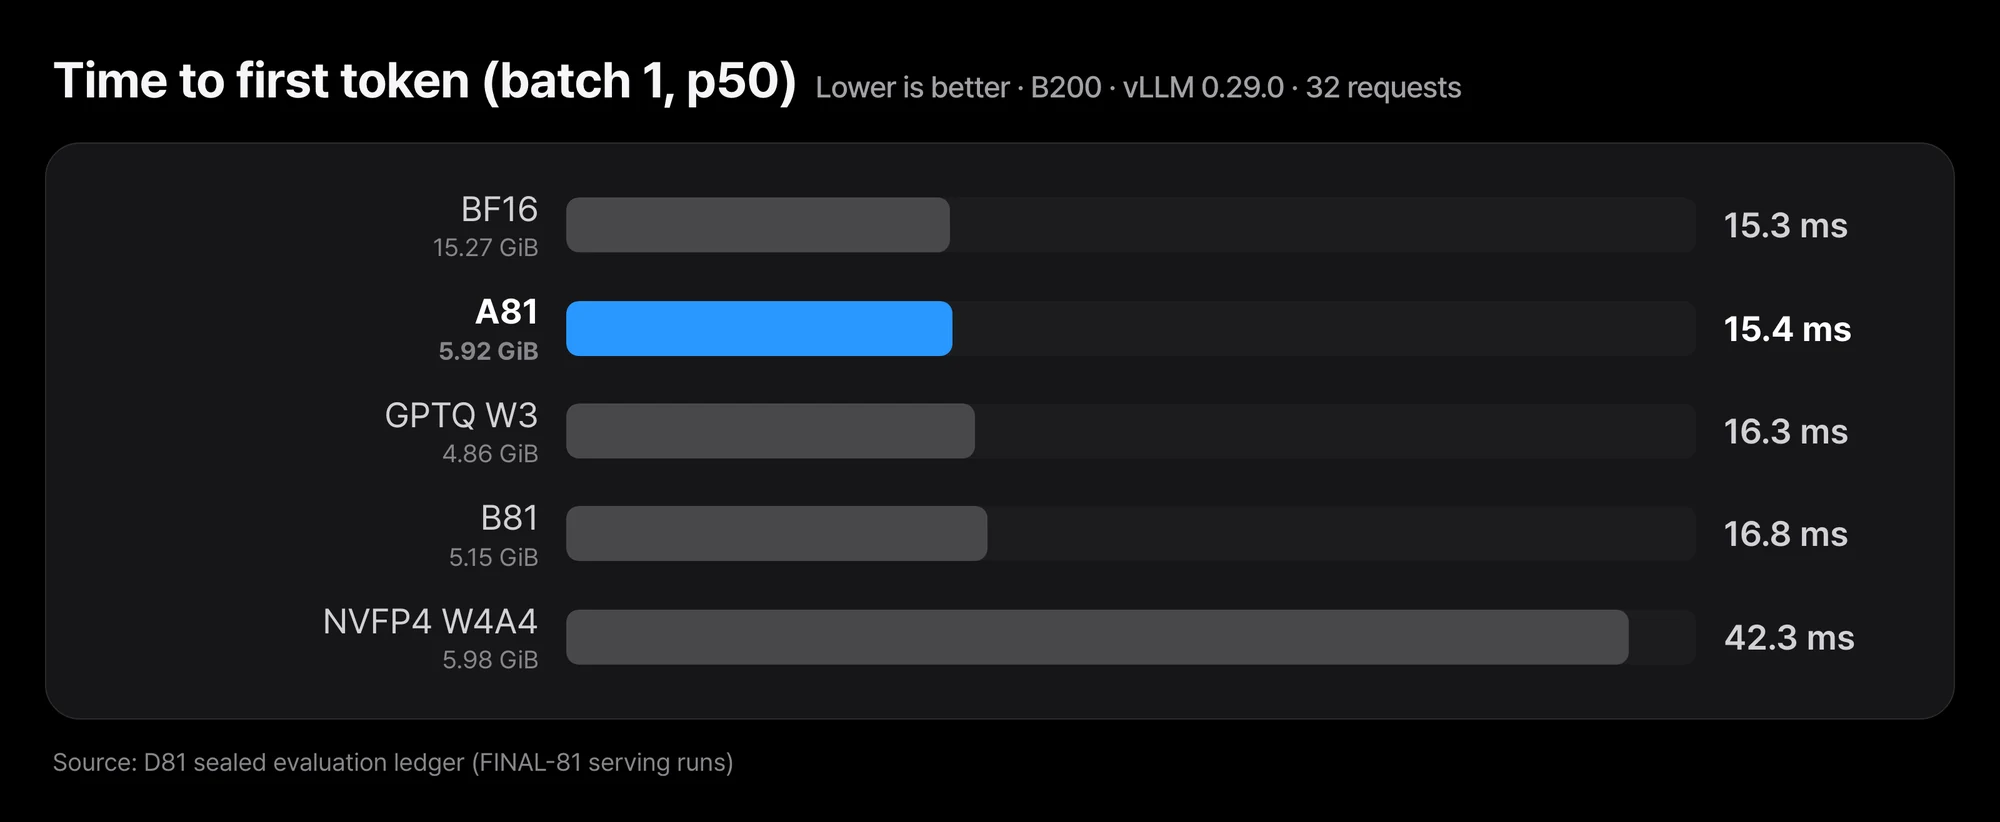 Time to first token (batch 1, p50) Lower is better · B200 · vLLM 0.29.0 · 32 requests
BF16
15.27 GiB
15.3 ms
A81
5.92 GiB
15.4 ms
GPTQ W3
4.86 GiB
16.3 ms
B81
5.15 GiB
16.8 ms
NVFP4 W4A4
5.98 GiB
42.3 ms
Source: D81 sealed evaluation ledger (FINAL-81 serving runs)